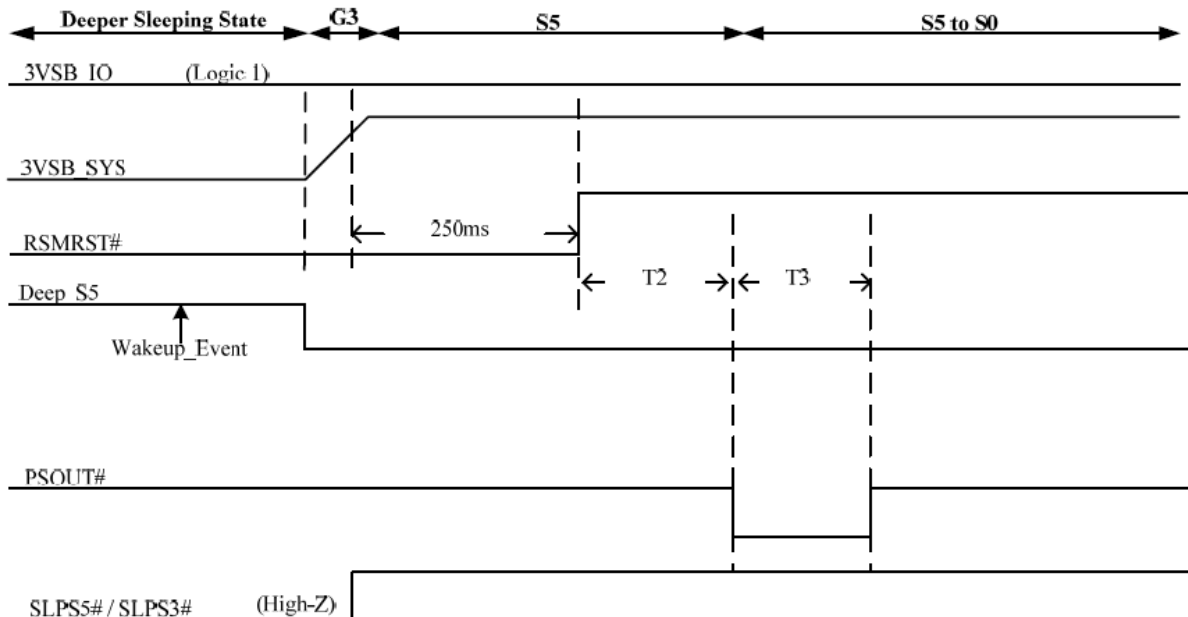 Deeper Sleeping State G3 S5 S5 to S0
3VSB_IO (Logic 1)
3VSB_SYS
250ms
RSMRST#
T2 T3
Deep_S5
Wakeup_Event
PSOUT#
SLPS5# / SLPS3# (High-Z)